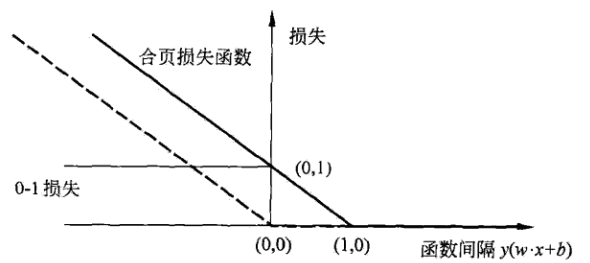 损失
合页损失函数
(0,1)
0-1 损失
(0,0)
(1,0)
函数间隔 y(w·x+b)